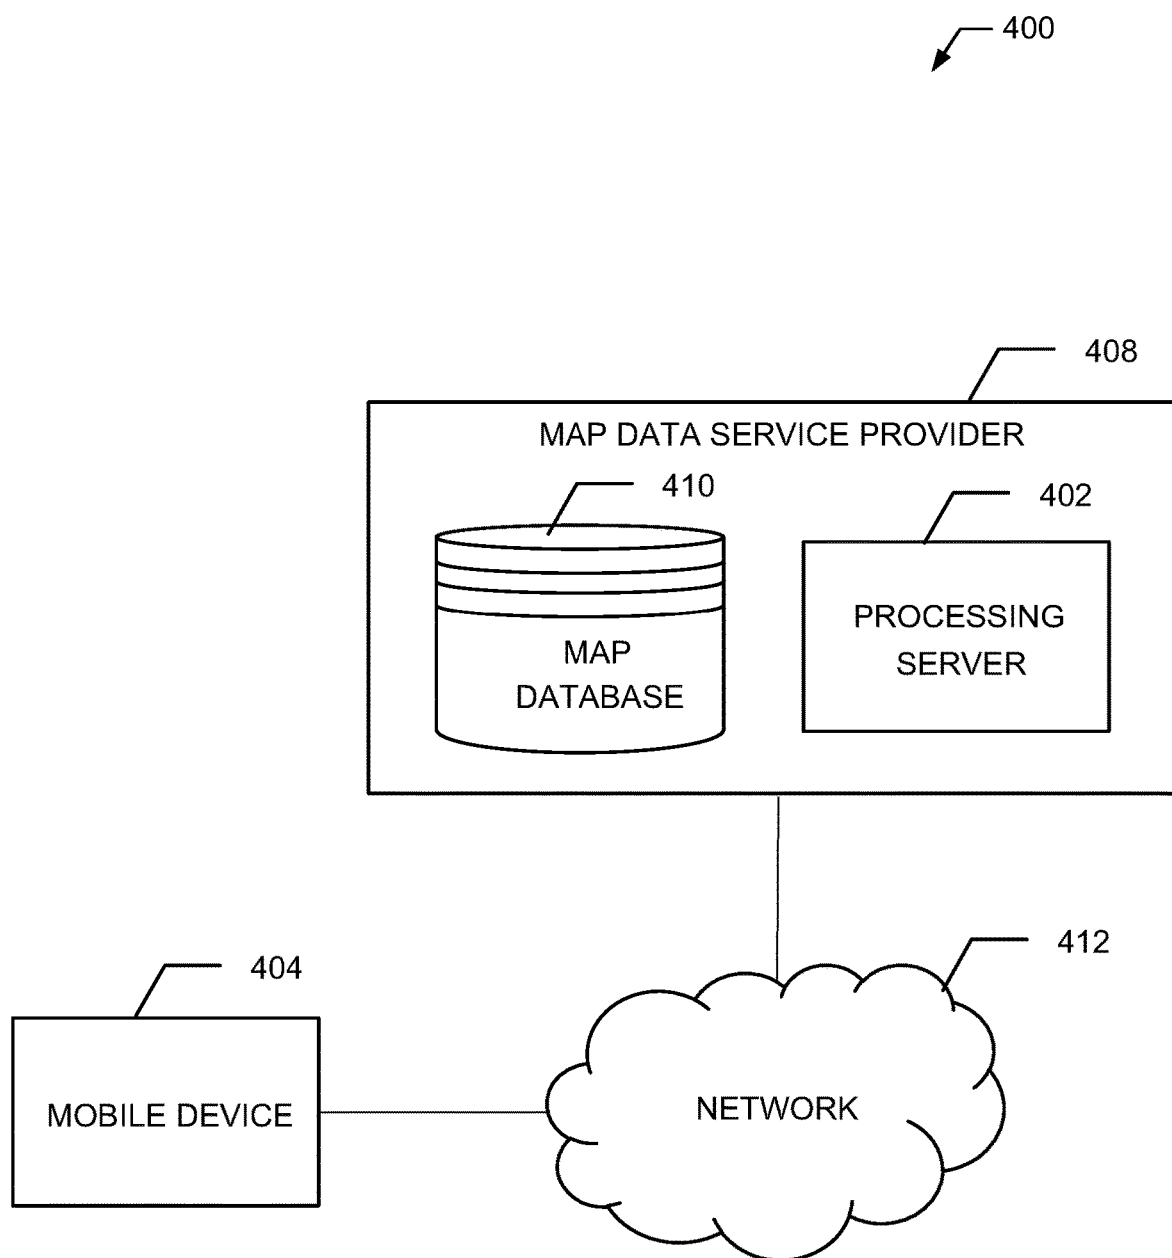 400
408
MAP DATA SERVICE PROVIDER
410
402
MAP
DATABASE
PROCESSING
SERVER
412
404
MOBILE DEVICE
NETWORK